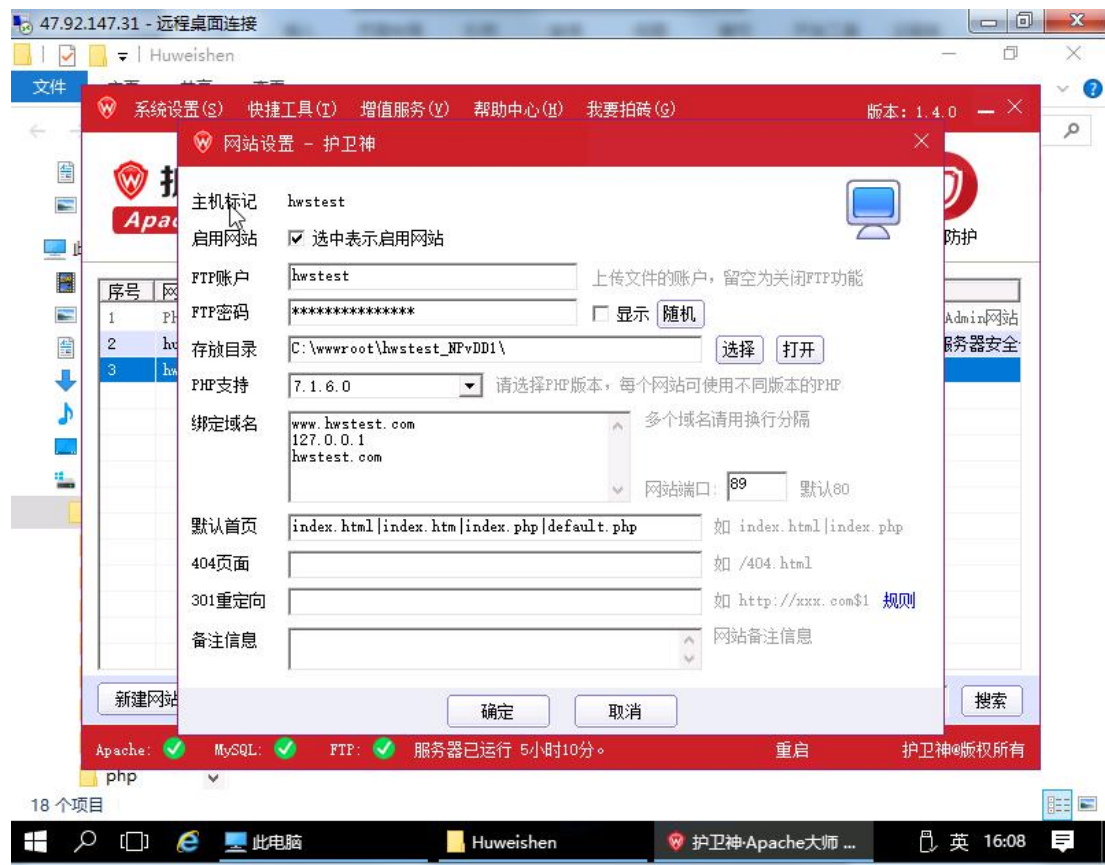 47.92.147.31 - 远程桌面连接
Huweishen
文件
系统设置(S) 快捷工具(T) 增值服务(V) 帮助中心(H) 我要拍砖(G) 版本: 1.4.0
网站设置 - 护卫神
主机标记 hwstest
启用网站 选中表示启用网站
防护
FTP账户 hwstest 上传文件的账户，留空为关闭FTP功能
序号
FTP密码 *************** 显示 随机
1 Admin网站
存放目录 C:\wwwroot\hwstest_NPvDD1\ 选择 打开
2 服务器安全
3
PHP支持 7.1.6.0 请选择PHP版本，每个网站可使用不同版本的PHP
绑定域名 www.hwstest.com 多个域名请用换行分隔
127.0.0.1
hwstest.com
网站端口: 89 默认80
默认首页 index.html|index.htm|index.php|default.php 如 index.html|index.php
404页面 如 /404.html
301重定向 如 http://xxx.com$1 规则
备注信息 网站备注信息
新建网站 确定 取消 搜索
Apache: MySQL: FTP: 服务器已运行 5小时10分。 重启 护卫神®版权所有
php
18 个项目
此电脑 Huweishen 护卫神·Apache大师 ... 英 16:08